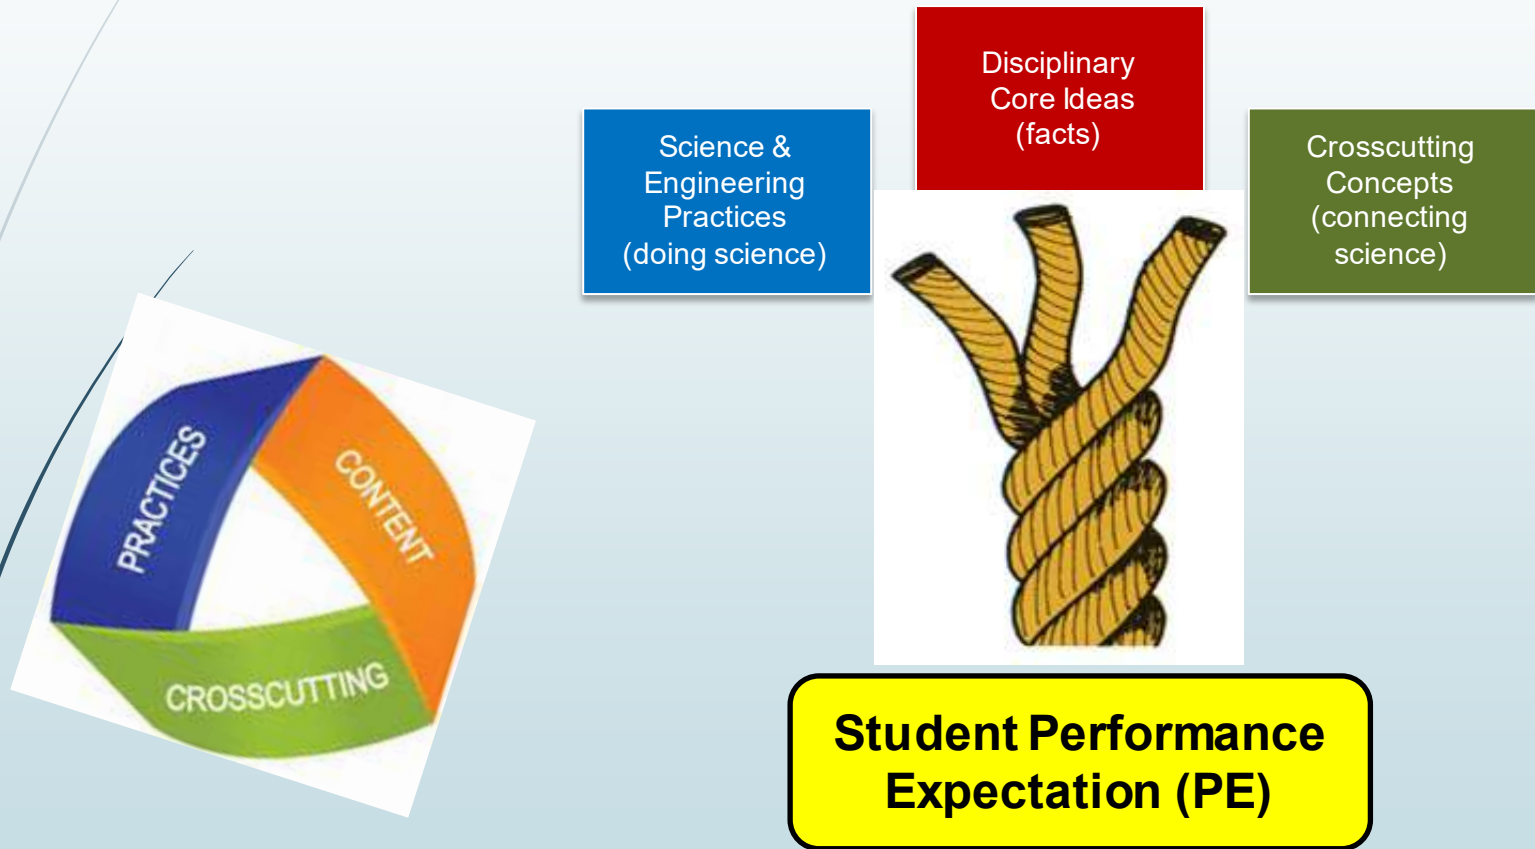 Disciplinary
Core Ideas
(facts)
Science &
Engineering
Practices
(doing science)
Crosscutting
Concepts
(connecting
science)
PRACTICES
CONTENT
CROSSCUTTING
Student Performance
Expectation (PE)